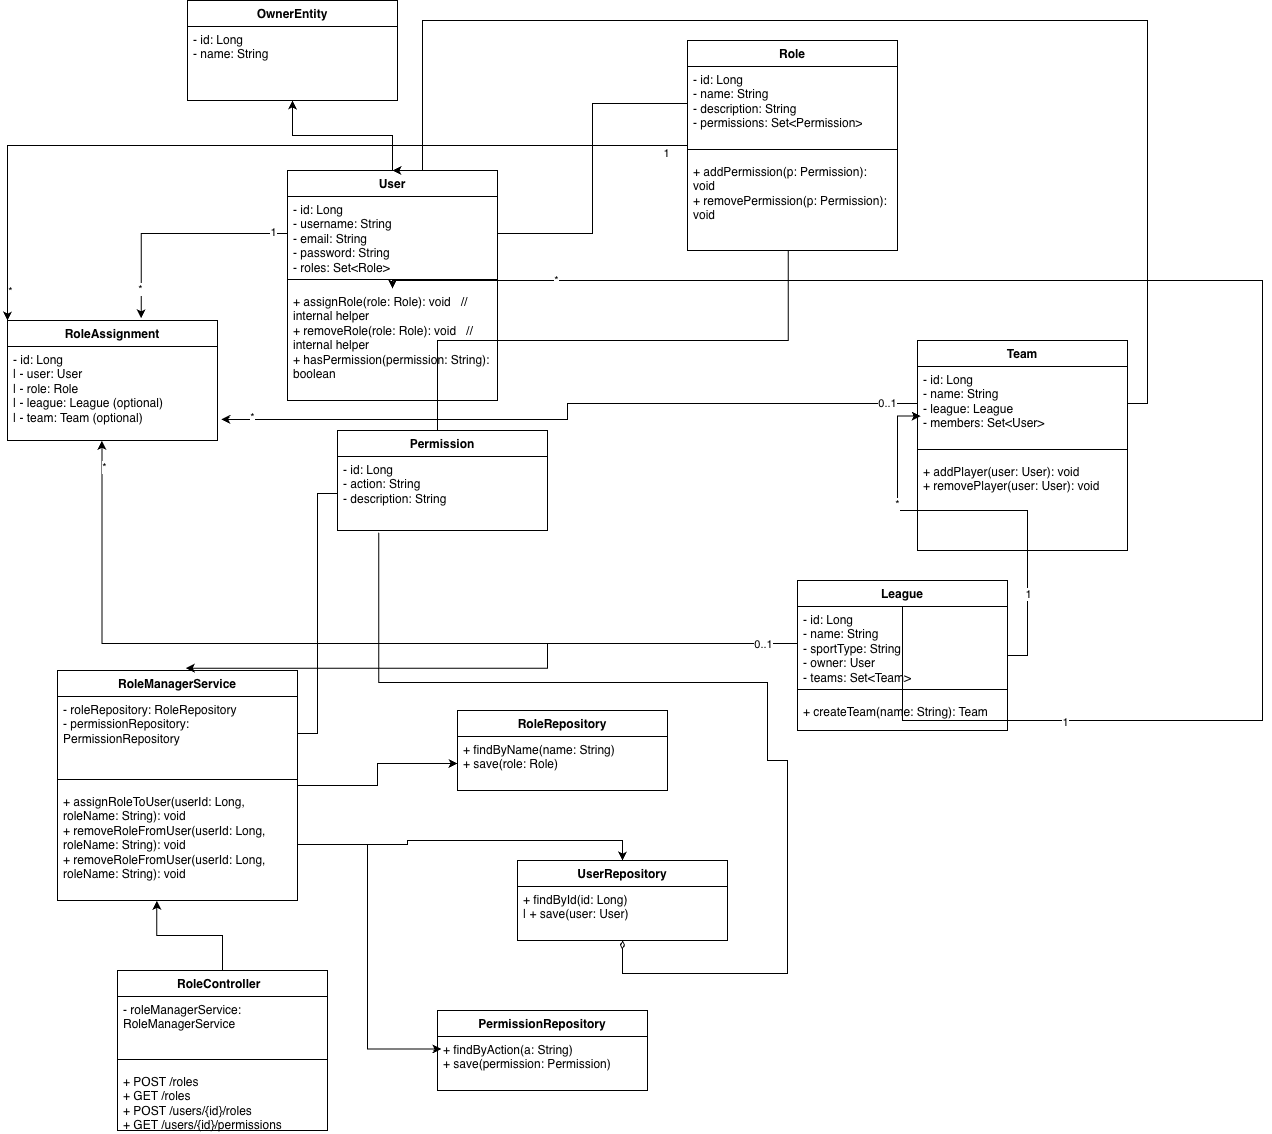 OwnerEntity
- id: Long
- name: String
Role
- id: Long
- name: String
- description: String
- permissions: Set<Permission>
+ addPermission(p: Permission):
void
+ removePermission(p: Permission):
void
1
User
- id: Long
- username: String
- email: String
- password: String
- roles: Set<Role>
+ assignRole(role: Role): void   //
internal helper
+ removeRole(role: Role): void   //
internal helper
+ hasPermission(permission: String):
boolean
1
*
*
*
RoleAssignment
- id: Long
| - user: User
| - role: Role
| - league: League (optional)
| - team: Team (optional)
*
0..1
Team
- id: Long
- name: String
- league: League
- members: Set<User>
+ addPlayer(user: User): void
+ removePlayer(user: User): void
Permission
- id: Long
- action: String
- description: String
*
*
1
League
- id: Long
- name: String
- sportType: String
- owner: User
- teams: Set<Team>
+ createTeam(name: String): Team
0..1
1
RoleManagerService
- roleRepository: RoleRepository
- permissionRepository:
PermissionRepository
+ assignRoleToUser(userId: Long,
roleName: String): void
+ removeRoleFromUser(userId: Long,
roleName: String): void
+ removeRoleFromUser(userId: Long,
roleName: String): void
RoleRepository
+ findByName(name: String)
+ save(role: Role)
UserRepository
+ findById(id: Long)
| + save(user: User)
RoleController
- roleManagerService:
RoleManagerService
+ POST /roles
+ GET /roles
+ POST /users/{id}/roles
+ GET /users/{id}/permissions
PermissionRepository
+ findByAction(a: String)
+ save(permission: Permission)